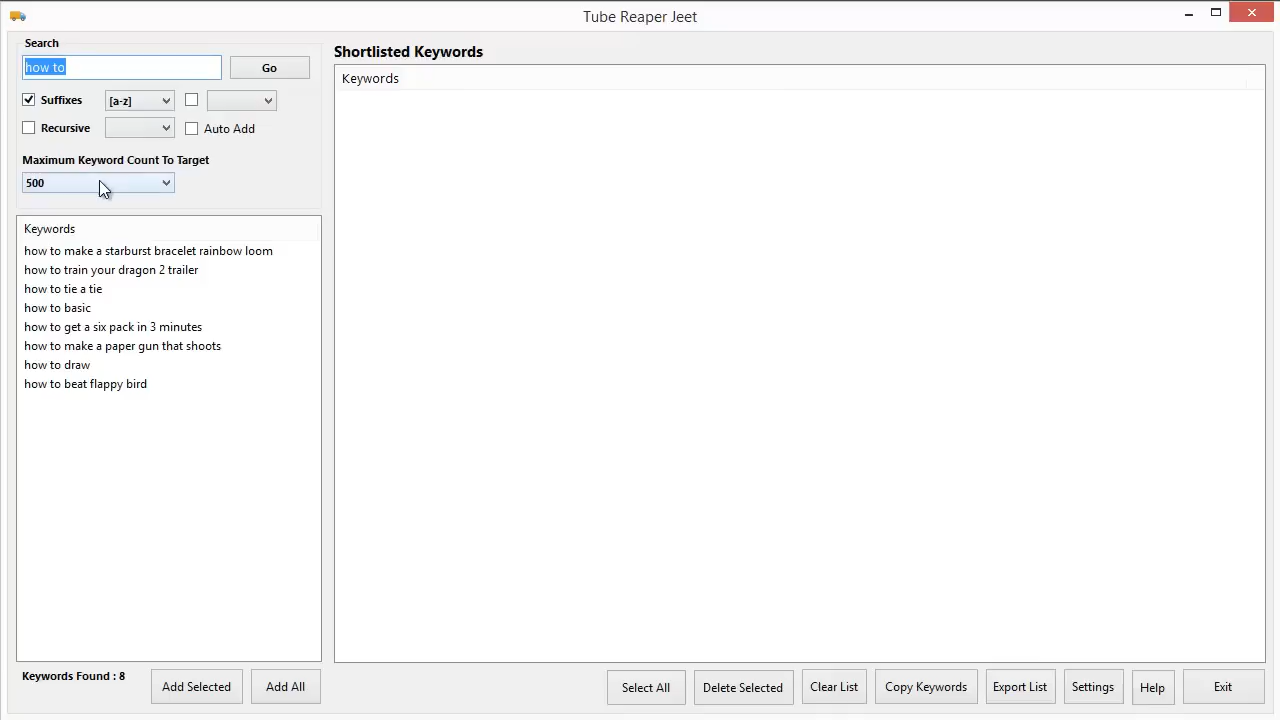 Tube Reaper Jeet
Search
how to
Go
Suffixes
[a-z]
Recursive
Auto Add
Maximum Keyword Count To Target
500
Keywords
how to make a starburst bracelet rainbow loom
how to train your dragon 2 trailer
how to tie a tie
how to basic
how to get a six pack in 3 minutes
how to make a paper gun that shoots
how to draw
how to beat flappy bird
Keywords Found : 8
Add Selected
Add All
Shortlisted Keywords
Keywords
Select All
Delete Selected
Clear List
Copy Keywords
Export List
Settings
Help
Exit